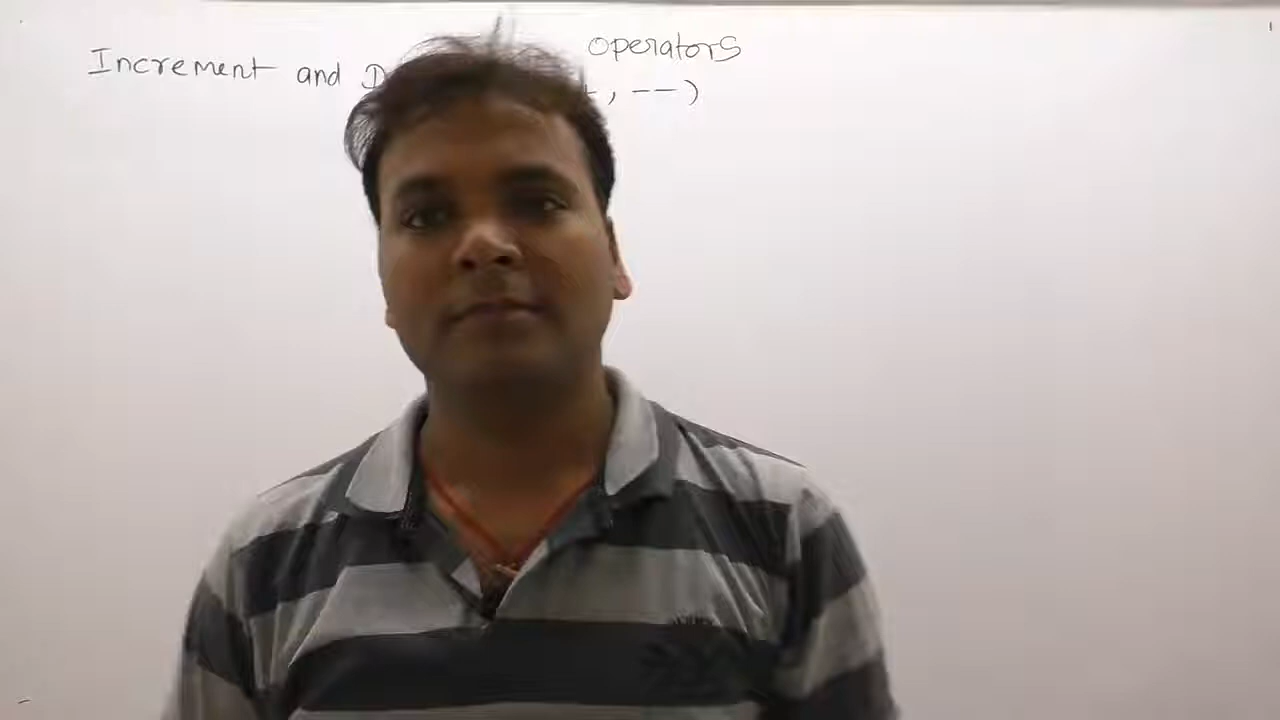 Increment and D operators
, --)